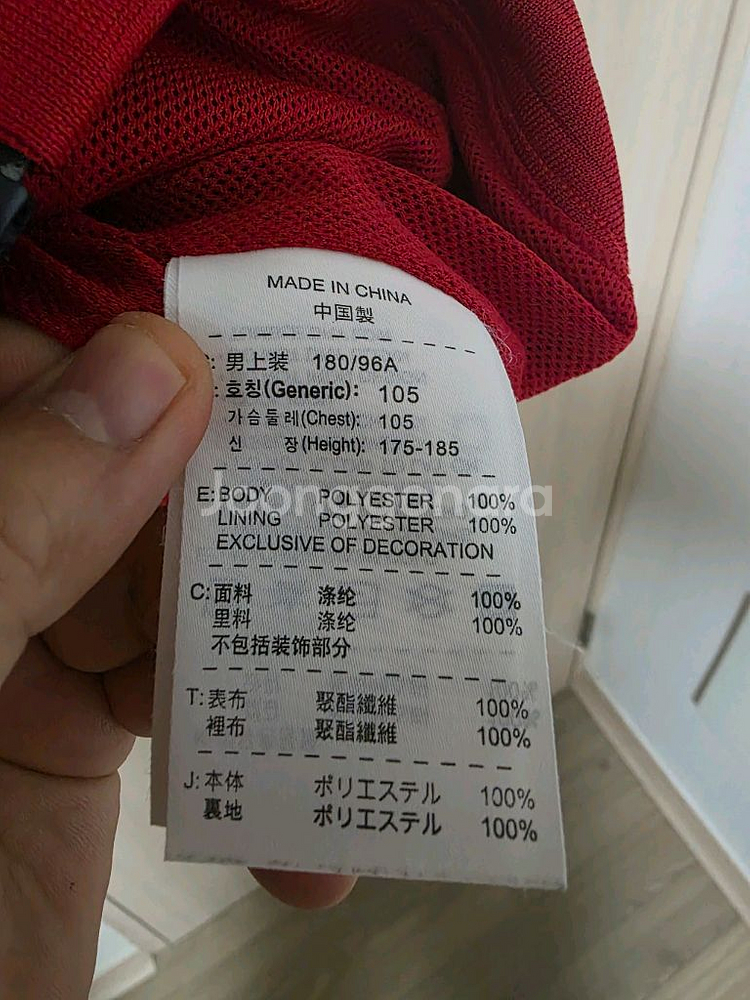 MADE IN CHINA
中国製
: 男上装 180/96A
: 호칭(Generic): 105
가슴둘레(Chest): 105
신 장(Height): 175-185
E: BODY POLYESTER 100%
LINING POLYESTER 100%
EXCLUSIVE OF DECORATION
C: 面料 涤纶 100%
里料 涤纶 100%
不包括装饰部分
T: 表布 聚酯纖維 100%
裡布 聚酯纖維 100%
J: 本体 ポリエステル 100%
裏地 ポリエステル 100%
Joongonara